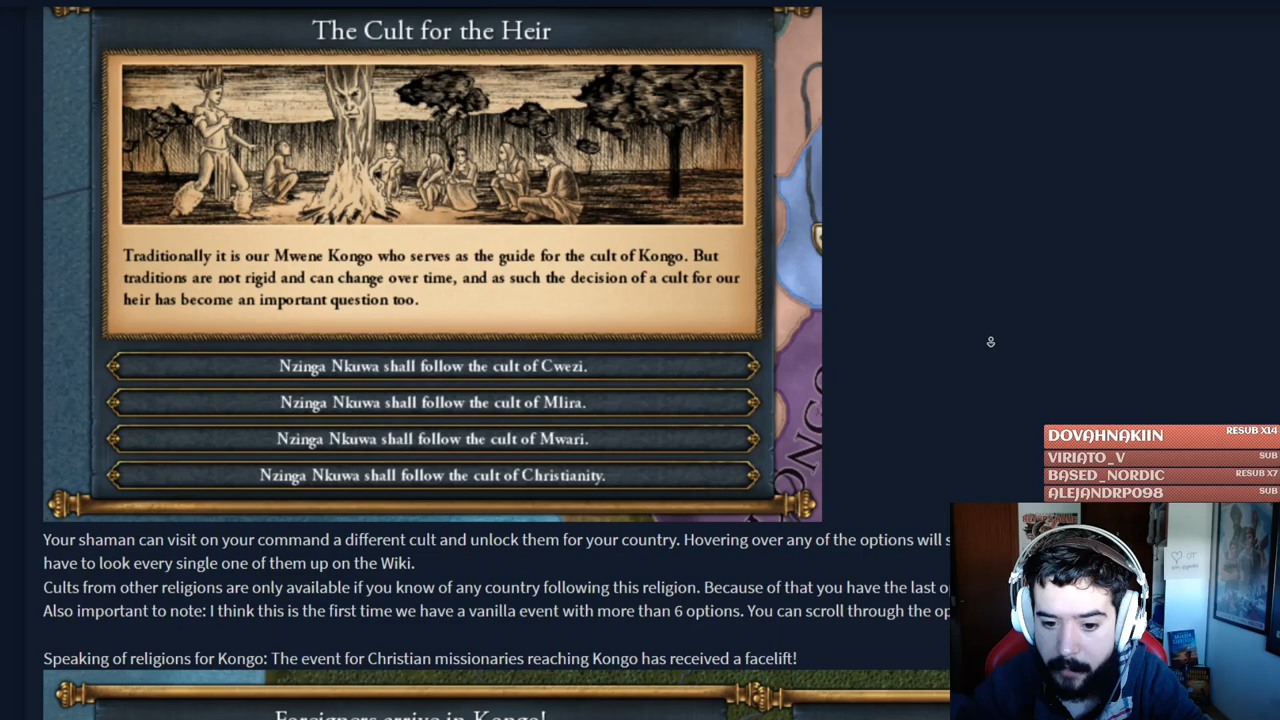 The Cult for the Heir
Traditionally it is our Mwene Kongo who serves as the guide for the cult of Kongo. But
traditions are not rigid and can change over time, and as such the decision of a cult for our
heir has become an important question too.
Nzinga Nkuwa shall follow the cult of Cwezi.
Nzinga Nkuwa shall follow the cult of Mlira.
Nzinga Nkuwa shall follow the cult of Mwari.
Nzinga Nkuwa shall follow the cult of Christianity.
DOVAHNAKIIN RESUB X14
VIRIATO_V SUB
BASED_NORDIC RESUB X7
ALEJANDRP098 SUB
Your shaman can visit on your command a different cult and unlock them for your country. Hovering over any of the options will
have to look every single one of them up on the Wiki.
Cults from other religions are only available if you know of any country following this religion. Because of that you have the last
Also important to note: I think this is the first time we have a vanilla event with more than 6 options. You can scroll through the
Speaking of religions for Kongo: The event for Christian missionaries reaching Kongo has received a facelift!
Foreigners arrive in Kongo!